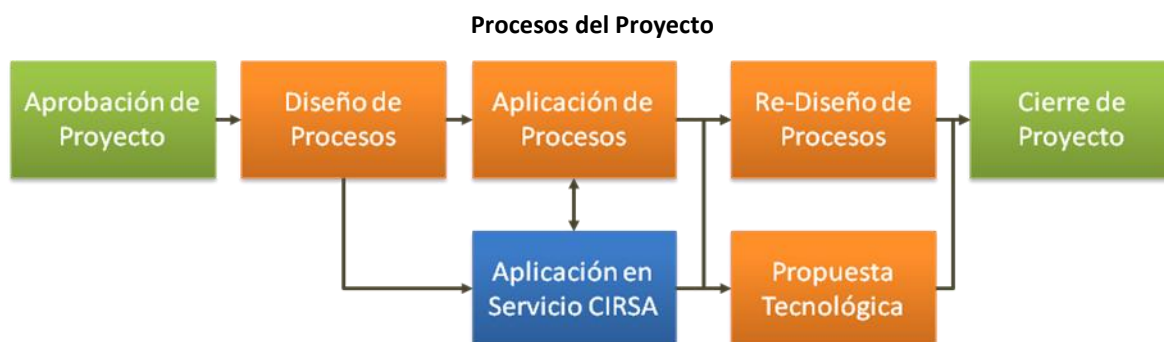 Procesos del Proyecto
Aprobación de
Proyecto
Diseño de
Procesos
Aplicación de
Procesos
Re-Diseño de
Procesos
Cierre de
Proyecto
Aplicación en
Servicio CIRSA
Propuesta
Tecnológica